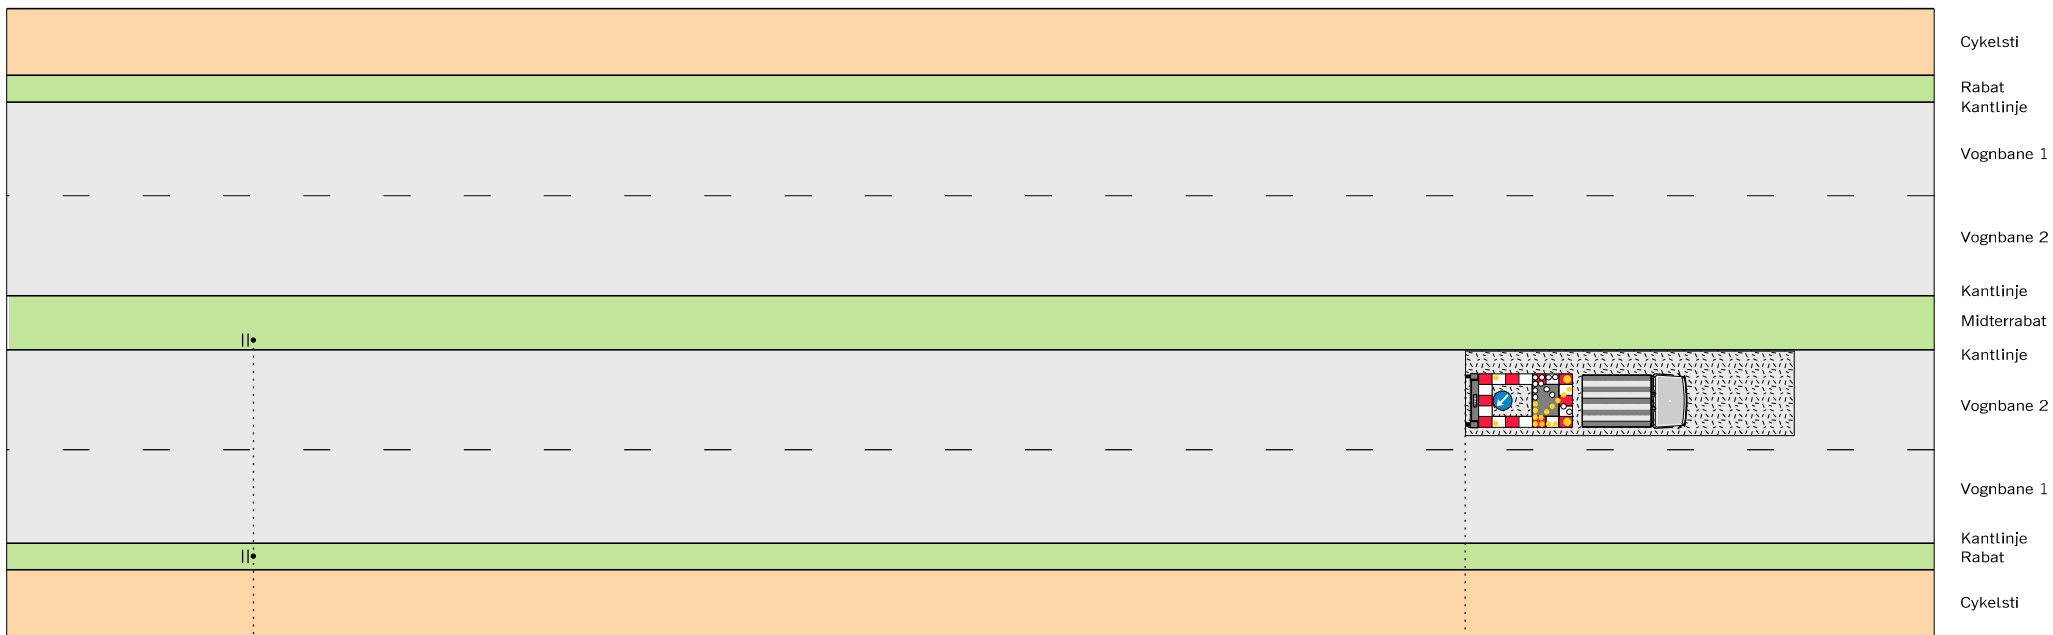 Cykelsti
Rabat
Kantlinje
Vognbane 1
Vognbane 2
Kantlinje
Midterrabat
Kantlinje
Vognbane 2
Vognbane 1
Kantlinje
Rabat
Cykelsti